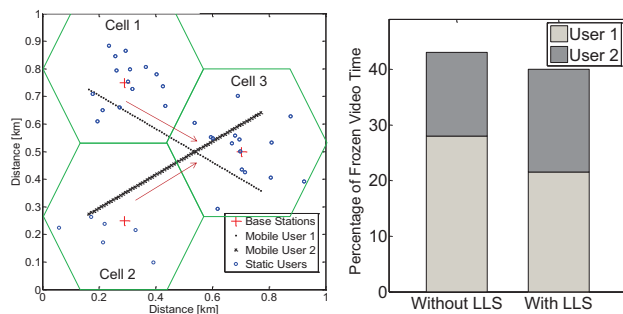 Cell 1
Cell 3
Cell 2
Base Stations
Mobile User 1
Mobile User 2
Static Users
Distance [km]
1
0.9
0.8
0.7
0.6
0.5
0.4
0.3
0.2
0.1
0
0
0.2
0.4
0.6
0.8
1
Distance [km]
User 1
User 2
Percentage of Frozen Video Time
40
30
20
10
0
Without LLS
With LLS